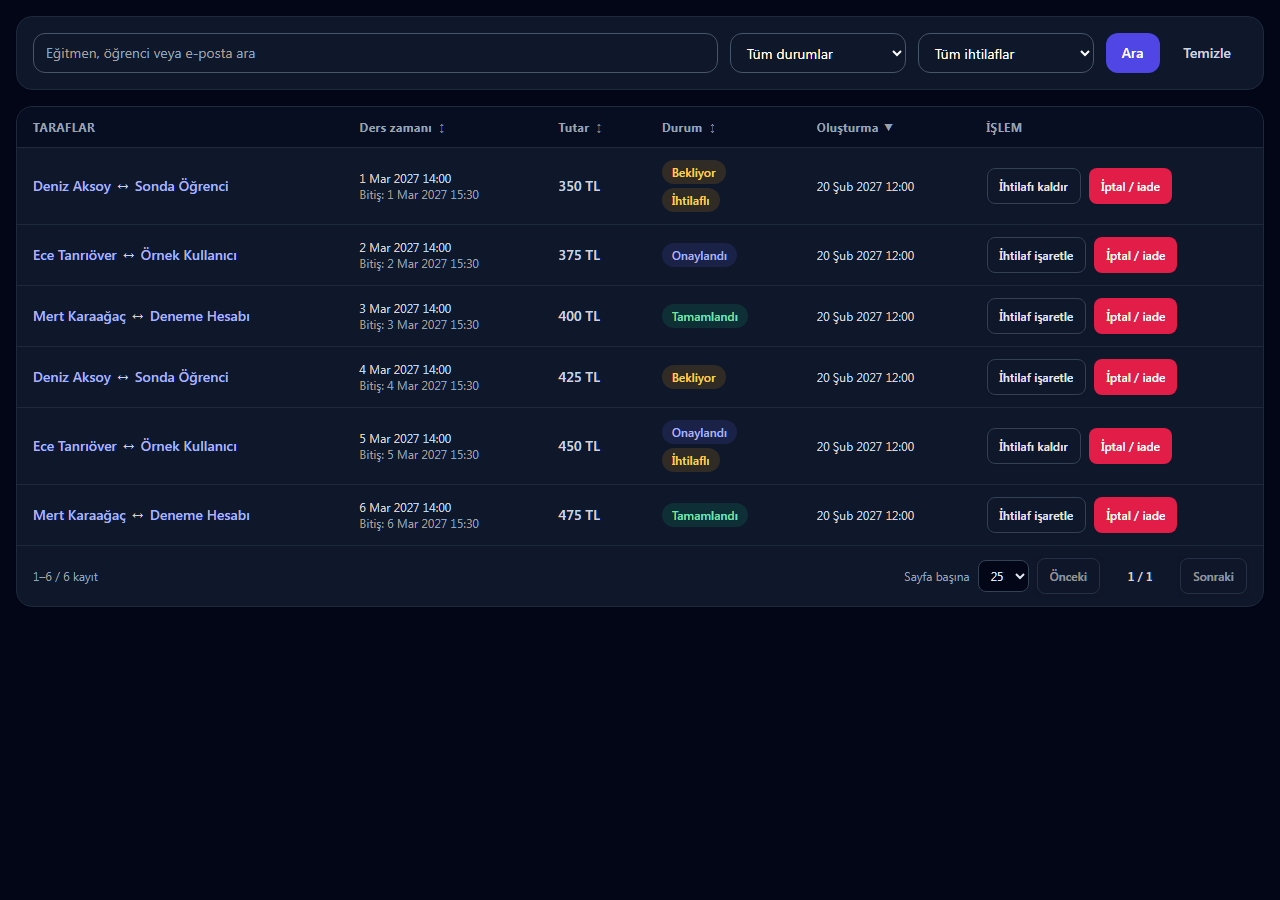 Eğitmen, öğrenci veya e-posta ara
Tüm durumlar
Tüm ihtilaflar
Ara
Temizle
TARAFLAR
Ders zamanı ↕
Tutar ↕
Durum ↕
Oluşturma ▼
İŞLEM
Deniz Aksoy ↔ Sonda Öğrenci
1 Mar 2027 14:00
Bitiş: 1 Mar 2027 15:30
350 TL
Bekliyor
İhtilaflı
20 Şub 2027 12:00
İhtilafı kaldır
İptal / iade
Ece Tanrıöver ↔ Örnek Kullanıcı
2 Mar 2027 14:00
Bitiş: 2 Mar 2027 15:30
375 TL
Onaylandı
20 Şub 2027 12:00
İhtilaf işaretle
İptal / iade
Mert Karaağaç ↔ Deneme Hesabı
3 Mar 2027 14:00
Bitiş: 3 Mar 2027 15:30
400 TL
Tamamlandı
20 Şub 2027 12:00
İhtilaf işaretle
İptal / iade
Deniz Aksoy ↔ Sonda Öğrenci
4 Mar 2027 14:00
Bitiş: 4 Mar 2027 15:30
425 TL
Bekliyor
20 Şub 2027 12:00
İhtilaf işaretle
İptal / iade
Ece Tanrıöver ↔ Örnek Kullanıcı
5 Mar 2027 14:00
Bitiş: 5 Mar 2027 15:30
450 TL
Onaylandı
İhtilaflı
20 Şub 2027 12:00
İhtilafı kaldır
İptal / iade
Mert Karaağaç ↔ Deneme Hesabı
6 Mar 2027 14:00
Bitiş: 6 Mar 2027 15:30
475 TL
Tamamlandı
20 Şub 2027 12:00
İhtilaf işaretle
İptal / iade
1–6 / 6 kayıt
Sayfa başına
25
Önceki
1 / 1
Sonraki